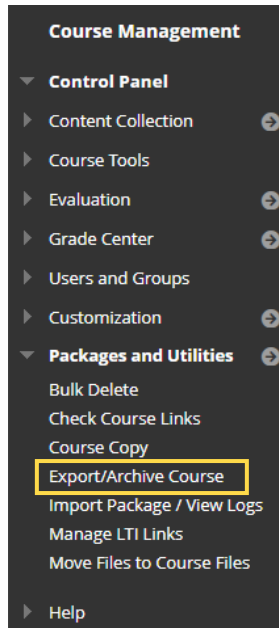 Course Management
Control Panel
Content Collection
Course Tools
Evaluation
Grade Center
Users and Groups
Customization
Packages and Utilities
Bulk Delete
Check Course Links
Course Copy
Export/Archive Course
Import Package / View Logs
Manage LTI Links
Move Files to Course Files
Help